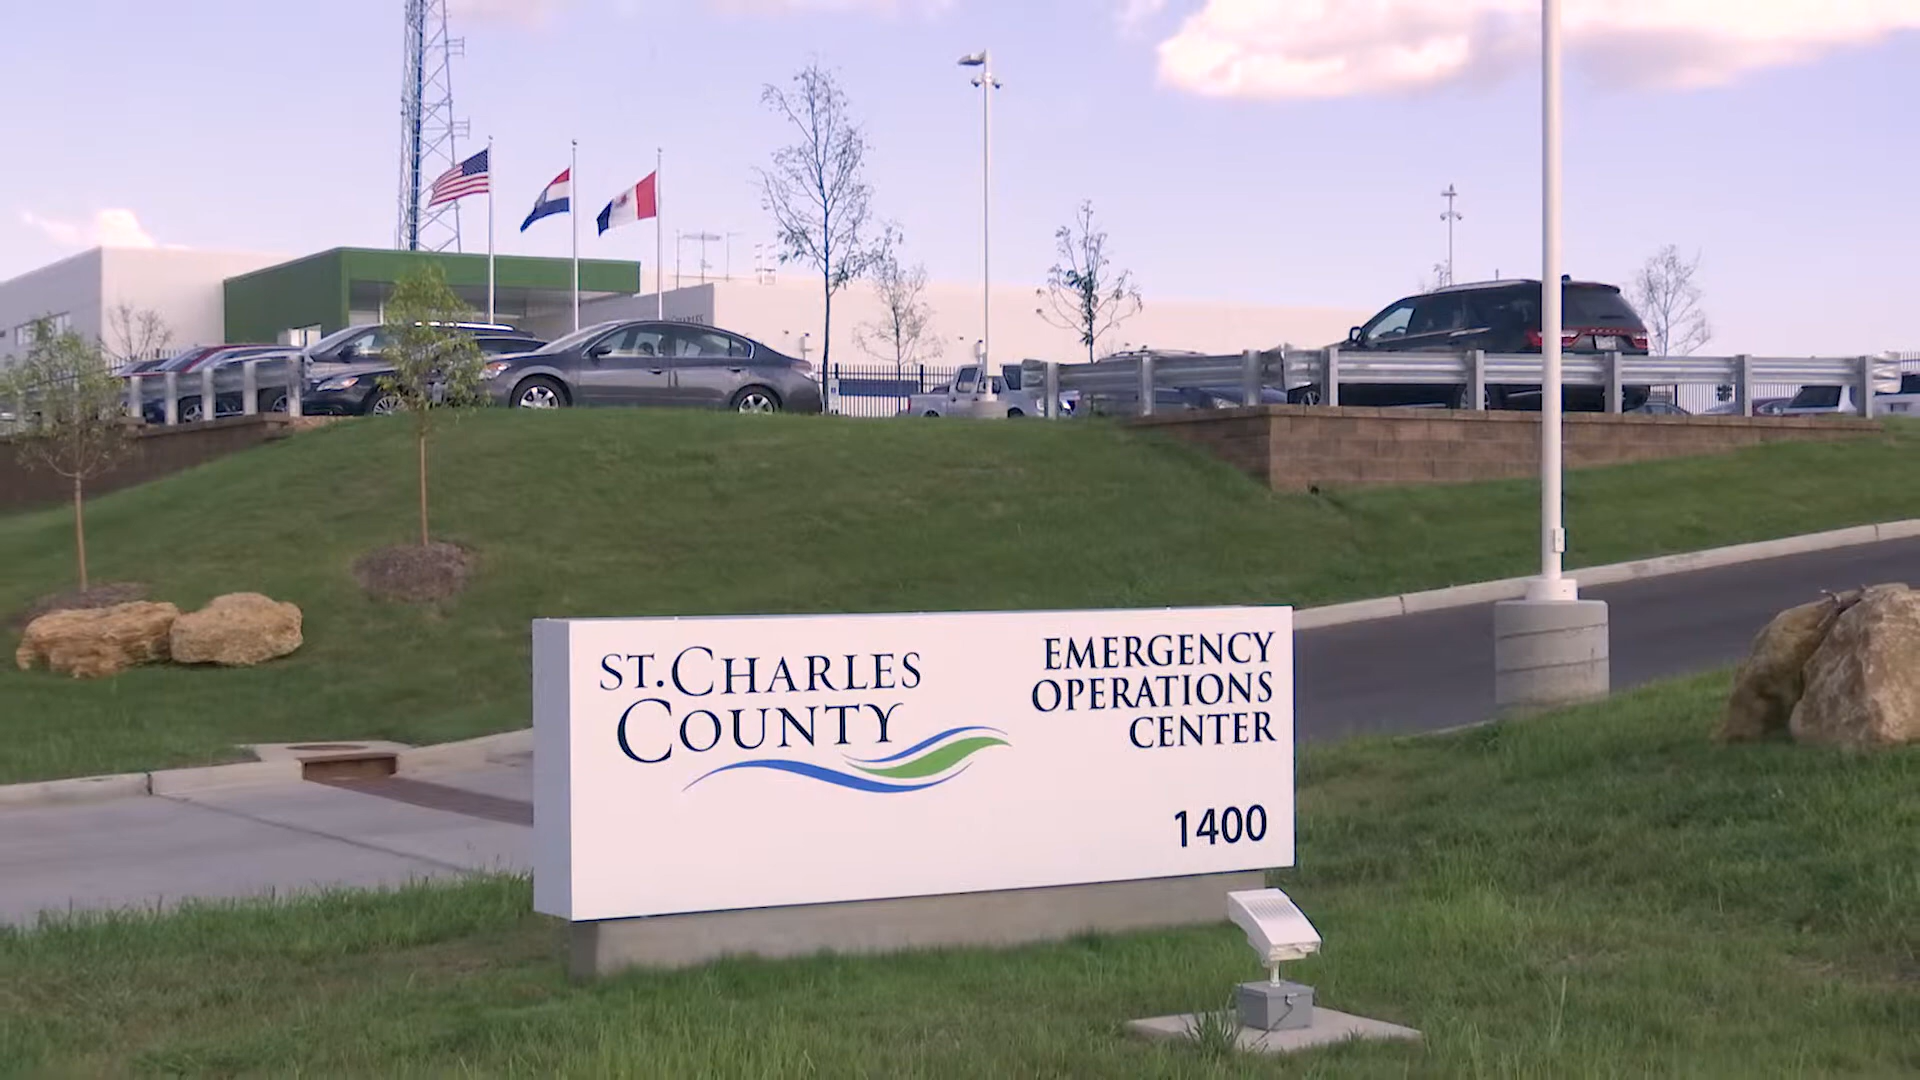 ST. CHARLES
COUNTY
EMERGENCY
OPERATIONS
CENTER
1400